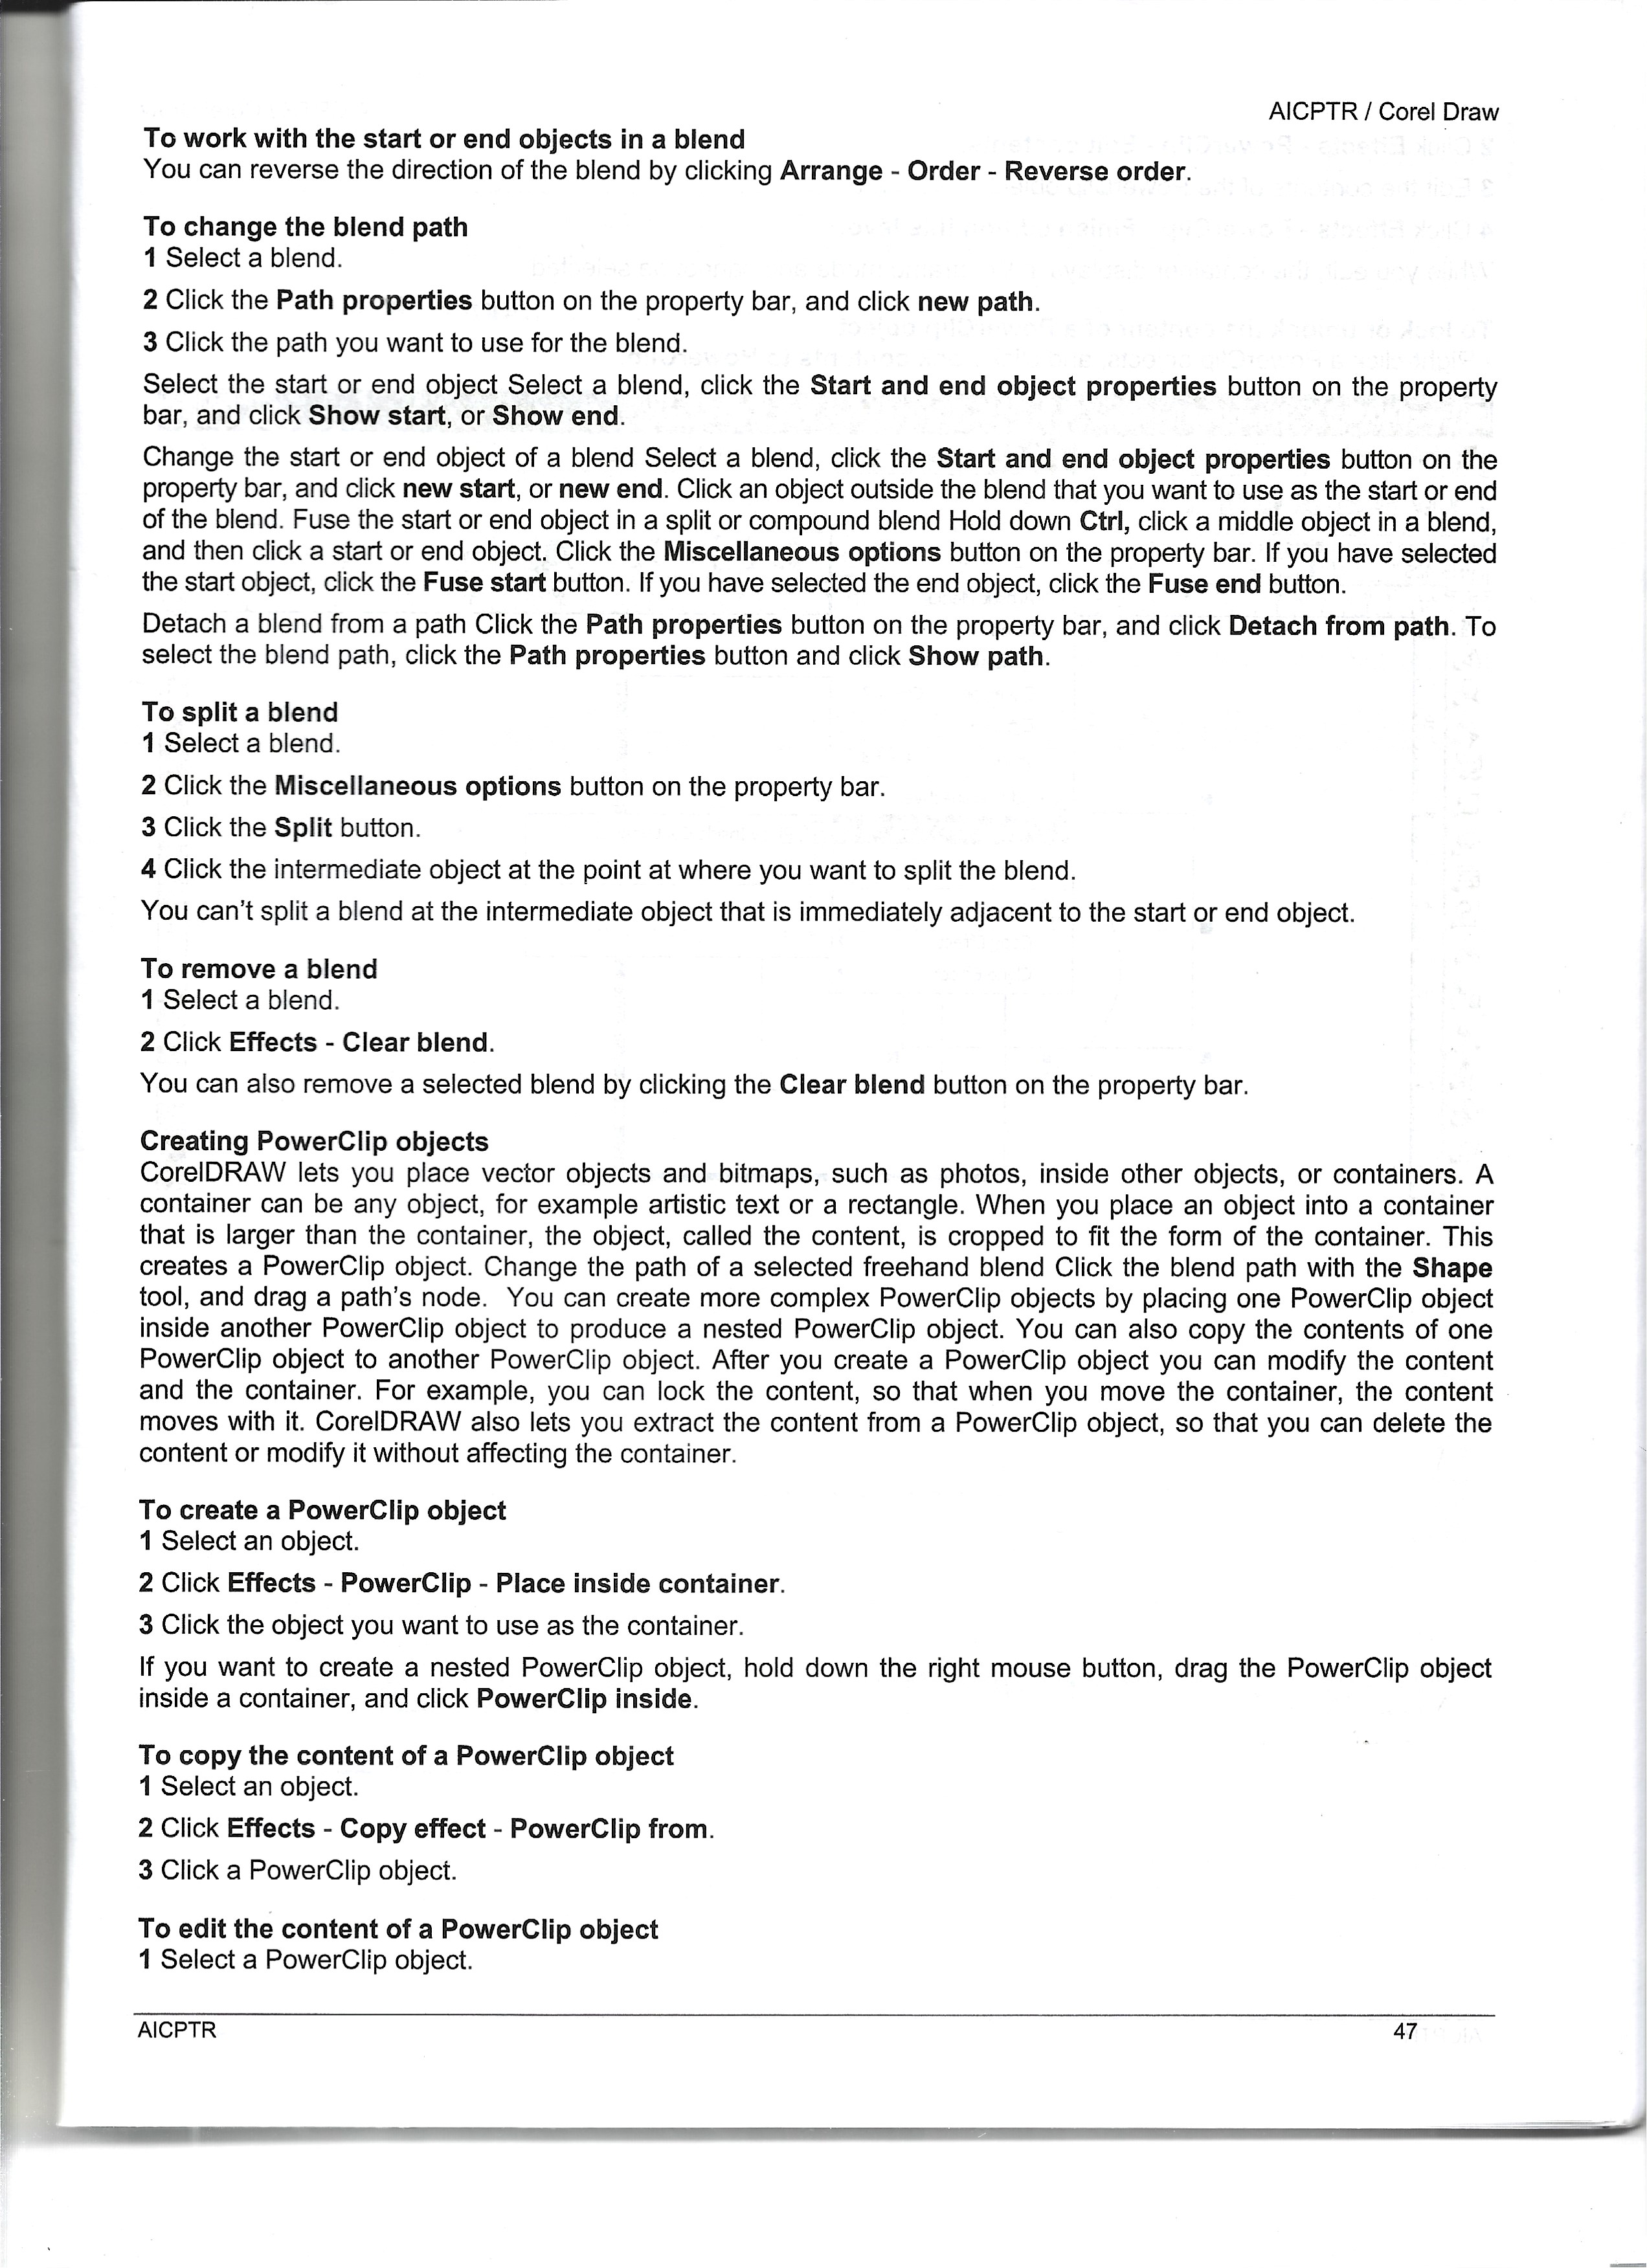 AICPTR / Corel Draw
To work with the start or end objects in a blend
You can reverse the direction of the blend by clicking Arrange - Order - Reverse order.
To change the blend path
1 Select a blend.
2 Click the Path properties button on the property bar, and click new path.
3 Click the path you want to use for the blend.
Select the start or end object Select a blend, click the Start and end object properties button on the property
bar, and click Show start, or Show end.
Change the start or end object of a blend Select a blend, click the Start and end object properties button on the
property bar, and click new start, or new end. Click an object outside the blend that you want to use as the start or end
of the blend. Fuse the start or end object in a split or compound blend Hold down Ctrl, click a middle object in a blend,
and then click a start or end object. Click the Miscellaneous options button on the property bar. If you have selected
the start object, click the Fuse start button. If you have selected the end object, click the Fuse end button.
Detach a blend from a path Click the Path properties button on the property bar, and click Detach from path. To
select the blend path, click the Path properties button and click Show path.
To split a blend
1 Select a blend.
2 Click the Miscellaneous options button on the property bar.
3 Click the Split button.
4 Click the intermediate object at the point at where you want to split the blend.
You can't split a blend at the intermediate object that is immediately adjacent to the start or end object.
To remove a blend
1 Select a blend.
2 Click Effects - Clear blend.
You can also remove a selected blend by clicking the Clear blend button on the property bar.
Creating PowerClip objects
CorelDRAW lets you place vector objects and bitmaps, such as photos, inside other objects, or containers. A
container can be any object, for example artistic text or a rectangle. When you place an object into a container
that is larger than the container, the object, called the content, is cropped to fit the form of the container. This
creates a PowerClip object. Change the path of a selected freehand blend Click the blend path with the Shape
tool, and drag a path's node. You can create more complex PowerClip objects by placing one PowerClip object
inside another PowerClip object to produce a nested PowerClip object. You can also copy the contents of one
PowerClip object to another PowerClip object. After you create a PowerClip object you can modify the content
and the container. For example, you can lock the content, so that when you move the container, the content
moves with it. CorelDRAW also lets you extract the content from a PowerClip object, so that you can delete the
content or modify it without affecting the container.
To create a PowerClip object
1 Select an object.
2 Click Effects - PowerClip - Place inside container.
3 Click the object you want to use as the container.
If you want to create a nested PowerClip object, hold down the right mouse button, drag the PowerClip object
inside a container, and click PowerClip inside.
To copy the content of a PowerClip object
1 Select an object.
2 Click Effects - Copy effect - PowerClip from.
3 Click a PowerClip object.
To edit the content of a PowerClip object
1 Select a PowerClip object.
AICPTR 47